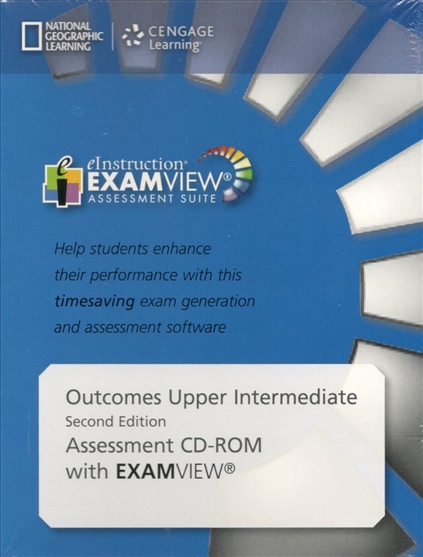 NATIONAL
GEOGRAPHIC
LEARNING
CENGAGE
Learning®
eInstruction®
EXAMVIEW®
ASSESSMENT SUITE
Help students enhance
their performance with this
timesaving exam generation
and assessment software
Outcomes Upper Intermediate
Second Edition
Assessment CD-ROM
with EXAMVIEW®